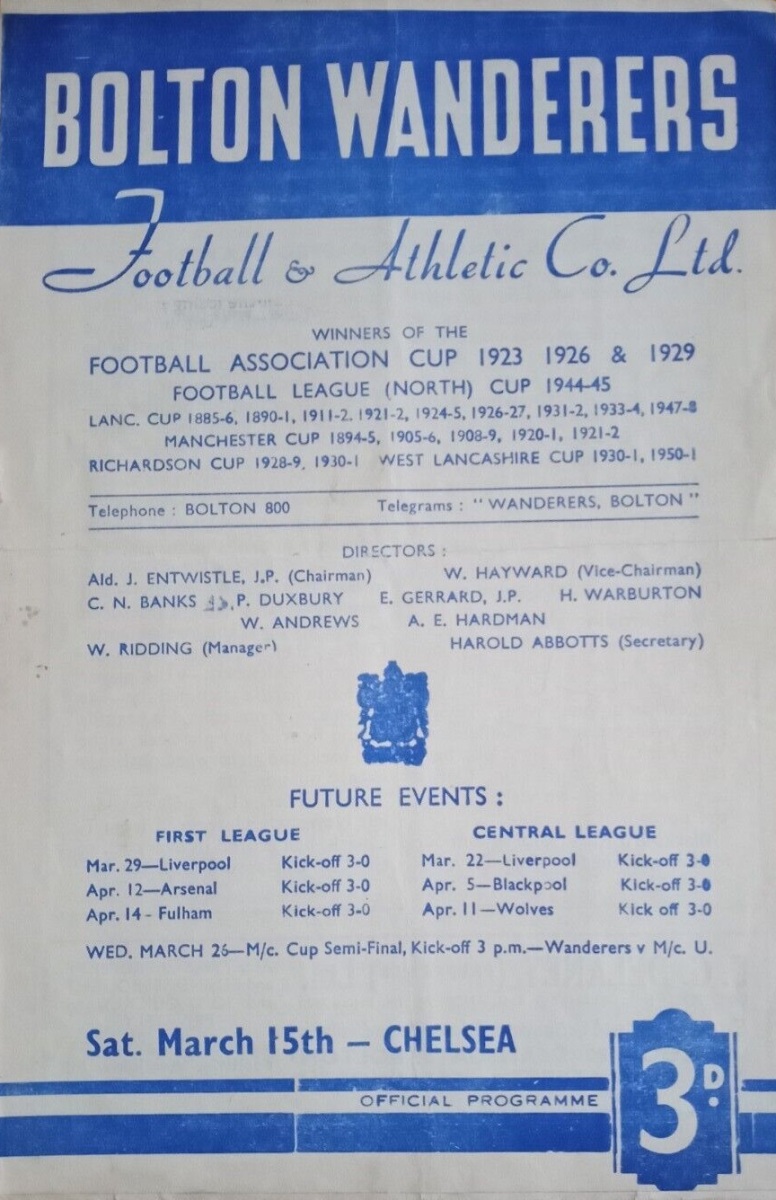 BOLTON WANDERERS
Football & Athletic Co. Ltd.
WINNERS OF THE
FOOTBALL ASSOCIATION CUP 1923 1926 & 1929
FOOTBALL LEAGUE (NORTH) CUP 1944-45
LANC. CUP 1885-6, 1890-1, 1911-2, 1921-2, 1924-5, 1926-27, 1931-2, 1933-4, 1947-8
MANCHESTER CUP 1894-5, 1905-6, 1908-9, 1920-1, 1921-2
RICHARDSON CUP 1928-9, 1930-1 WEST LANCASHIRE CUP 1930-1, 1950-1
Telephone : BOLTON 800 Telegrams : "WANDERERS, BOLTON"
DIRECTORS :
Ald. J. ENTWISTLE, J.P. (Chairman) W. HAYWARD (Vice-Chairman)
C. N. BANKS P. DUXBURY E. GERRARD, J.P. H. WARBURTON
W. ANDREWS A. E. HARDMAN
W. RIDDING (Manager) HAROLD ABBOTTS (Secretary)
FUTURE EVENTS :
FIRST LEAGUE CENTRAL LEAGUE
Mar. 29—Liverpool Kick-off 3-0 Mar. 22—Liverpool Kick-off 3-0
Apr. 12—Arsenal Kick-off 3-0 Apr. 5—Blackpool Kick-off 3-0
Apr. 14 - Fulham Kick-off 3-0 Apr. 11—Wolves Kick off 3-0
WED. MARCH 26—M/c. Cup Semi-Final, Kick-off 3 p.m.—Wanderers v M/c. U.
Sat. March 15th — CHELSEA
OFFICIAL PROGRAMME
3D.